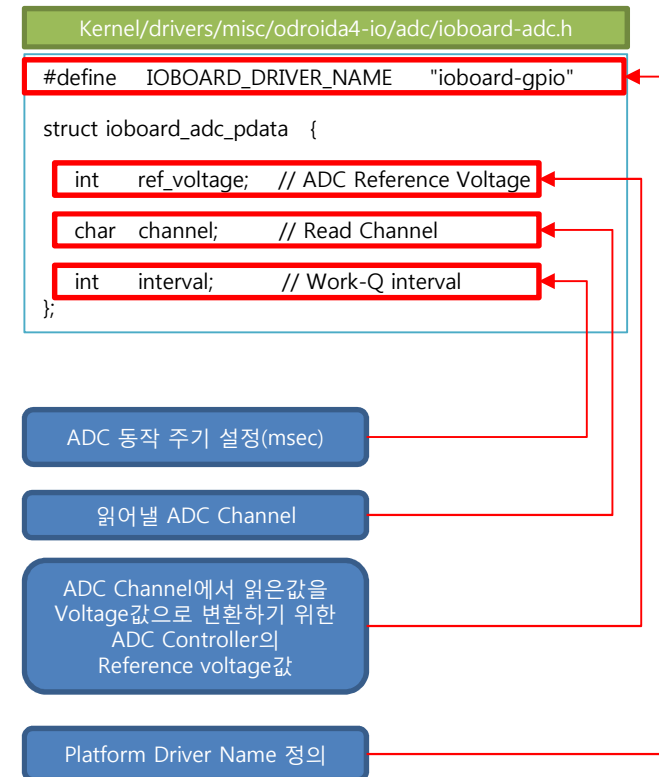 Kernel/drivers/misc/odroida4-io/adc/ioboard-adc.h
#define IOBOARD_DRIVER_NAME "ioboard-gpio"
struct ioboard_adc_pdata {
int ref_voltage; // ADC Reference Voltage
char channel; // Read Channel
int interval; // Work-Q interval
};
ADC 동작 주기 설정(msec)
읽어낼 ADC Channel
ADC Channel에서 읽은값을
Voltage값으로 변환하기 위한
ADC Controller의
Reference voltage값
Platform Driver Name 정의